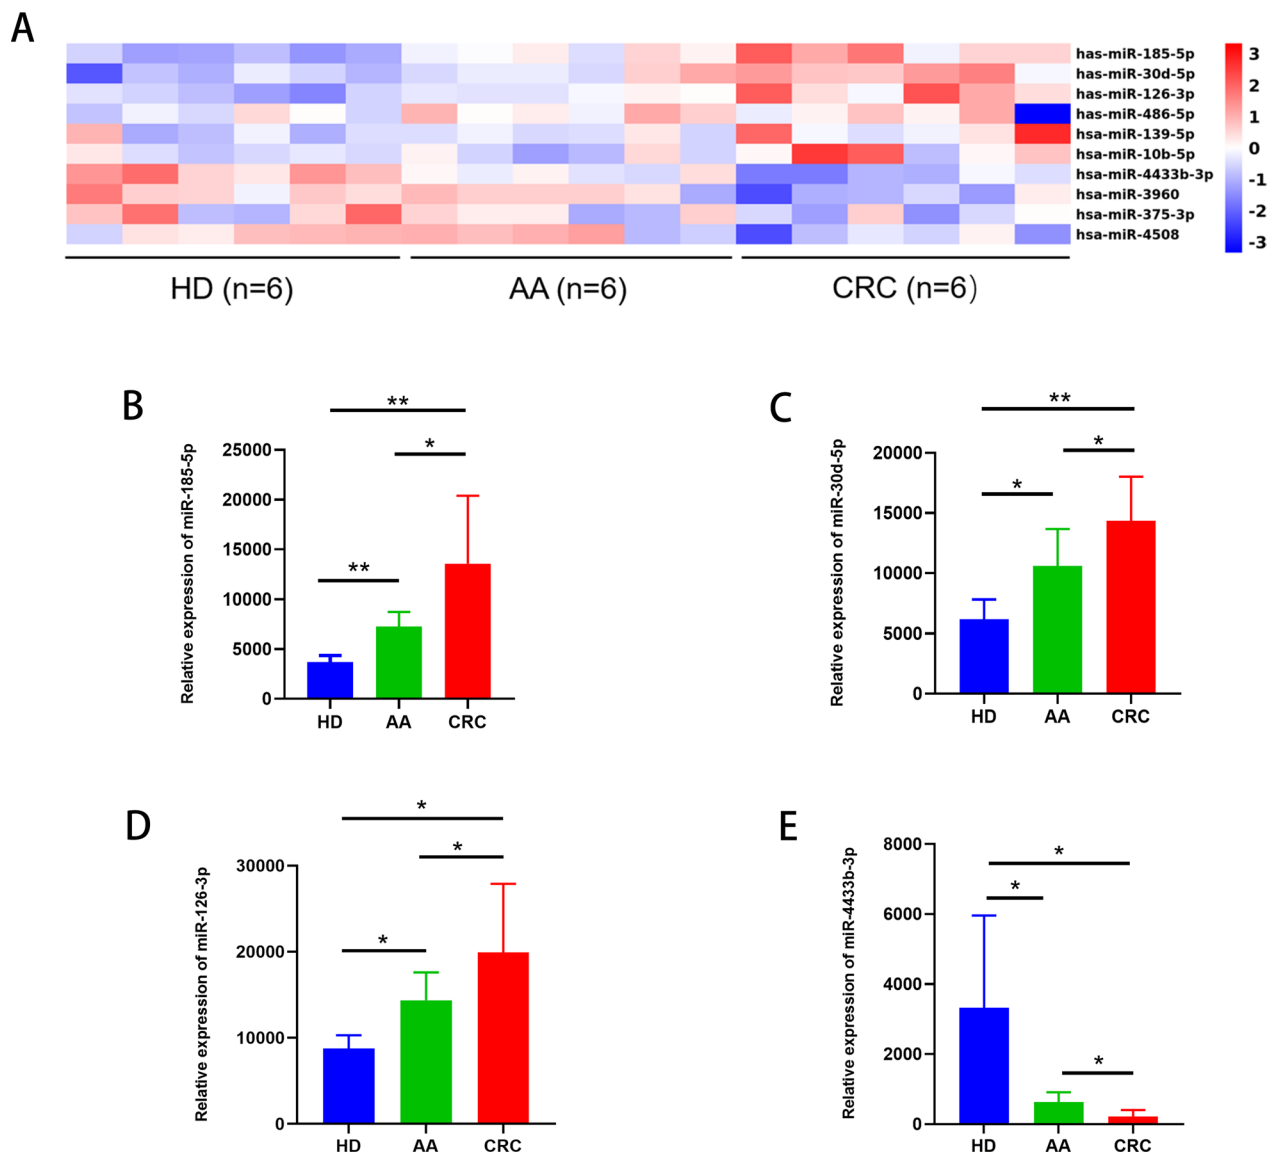 A
has-miR-185-5p
has-miR-30d-5p
has-miR-126-3p
has-miR-486-5p
hsa-miR-139-5p
hsa-miR-10b-5p
hsa-miR-4433b-3p
hsa-miR-3960
hsa-miR-375-3p
hsa-miR-4508
3
2
1
0
-1
-2
-3
HD (n=6)
AA (n=6)
CRC (n=6)
B
Relative expression of miR-185-5p
25000
20000
15000
10000
5000
0
**
*
**
HD
AA
CRC
C
Relative expression of miR-30d-5p
20000
15000
10000
5000
0
**
*
*
HD
AA
CRC
D
Relative expression of miR-126-3p
30000
20000
10000
0
*
*
*
HD
AA
CRC
E
Relative expression of miR-4433b-3p
8000
6000
4000
2000
0
*
*
*
HD
AA
CRC